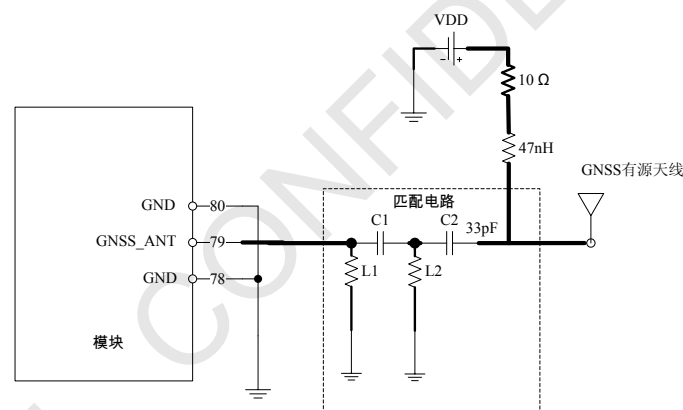 VDD
- +
10 Ω
47nH
GNSS有源天线
匹配电路
C1
C2
33pF
GND
80
GNSS_ANT
79
L1
L2
GND
78
模块
CONFIDE